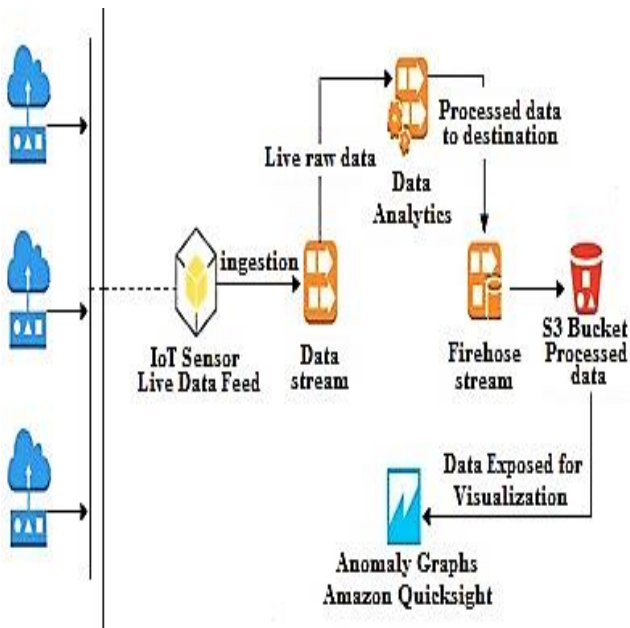 Live raw data
Processed data
to destination
Data
Analytics
ingestion
IoT Sensor
Live Data Feed
Data
stream
Firehose
stream
S3 Bucket
Processed
data
Data Exposed for
Visualization
Anomaly Graphs
Amazon Quicksight